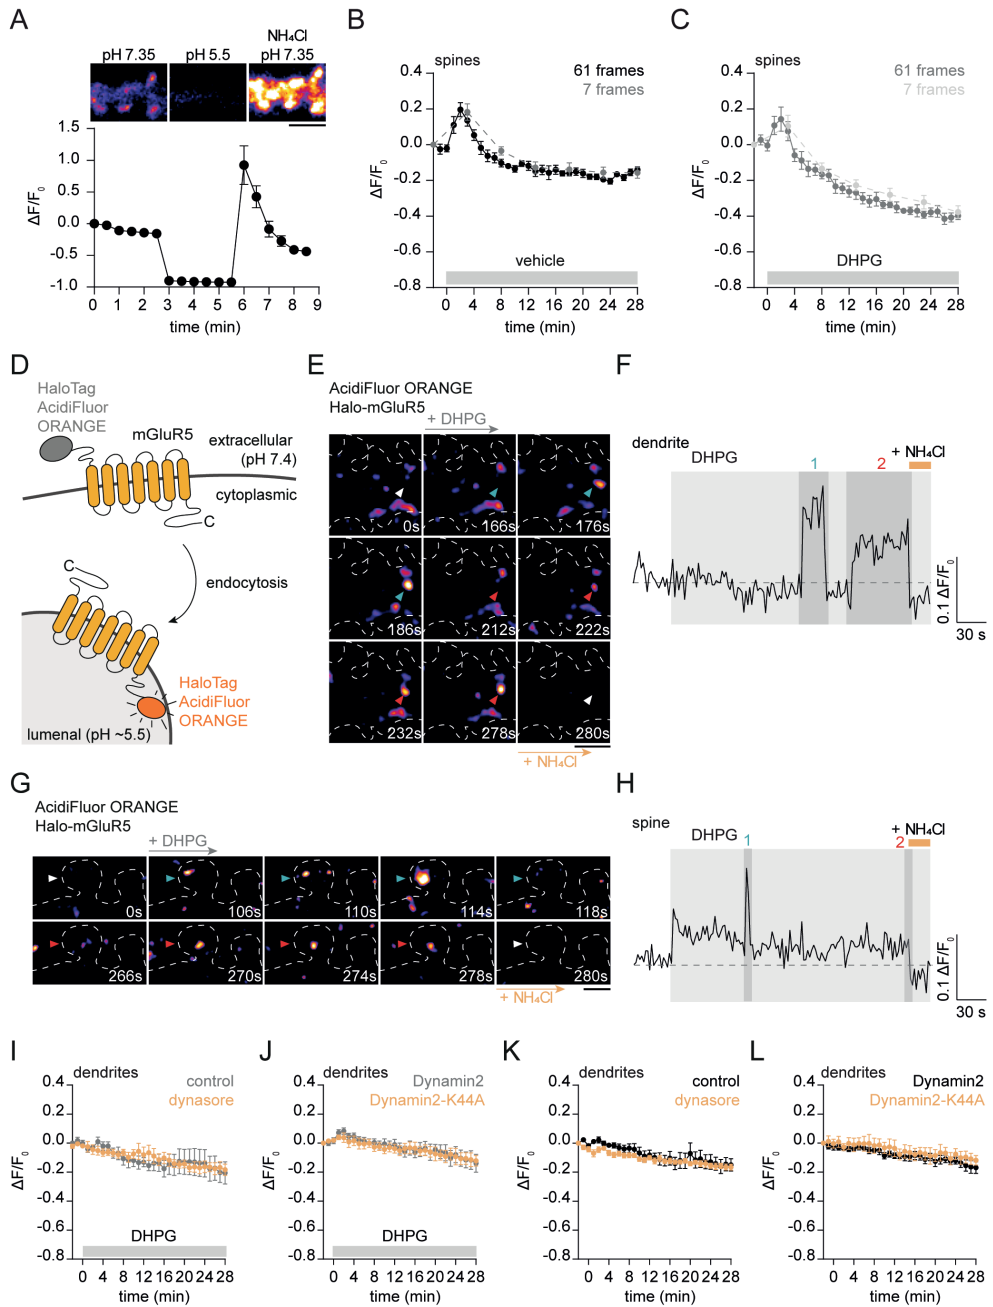 A
pH 7.35
pH 5.5
NH₄Cl
pH 7.35
1.5
1.0
0.5
0.0
-0.5
-1.0
ΔF/F₀
0 1 2 3 4 5 6 7 8 9
time (min)
B
spines
61 frames
7 frames
0.4
0.2
0.0
-0.2
-0.4
-0.6
-0.8
ΔF/F₀
vehicle
0 4 8 12 16 20 24 28
time (min)
C
spines
61 frames
7 frames
0.4
0.2
0.0
-0.2
-0.4
-0.6
-0.8
ΔF/F₀
DHPG
0 4 8 12 16 20 24 28
time (min)
D
HaloTag
AcidiFluor
ORANGE
mGluR5
extracellular
(pH 7.4)
cytoplasmic
C
C
endocytosis
HaloTag
AcidiFluor
ORANGE
lumenal (pH ~5.5)
E
AcidiFluor ORANGE
Halo-mGluR5
+ DHPG
0s
166s
176s
186s
212s
222s
232s
278s
280s
+ NH₄Cl
F
dendrite
DHPG
1
2
+ NH₄Cl
0.1 ΔF/F₀
30 s
G
AcidiFluor ORANGE
Halo-mGluR5
+ DHPG
0s
106s
110s
114s
118s
266s
270s
274s
278s
280s
+ NH₄Cl
H
spine
DHPG
1
2
+ NH₄Cl
0.1 ΔF/F₀
30 s
I
dendrites
control
dynasore
0.4
0.2
0.0
-0.2
-0.4
-0.6
-0.8
ΔF/F₀
DHPG
0 4 8 12 16 20 24 28
time (min)
J
dendrites
Dynamin2
Dynamin2-K44A
0.4
0.2
0.0
-0.2
-0.4
-0.6
-0.8
ΔF/F₀
DHPG
0 4 8 12 16 20 24 28
time (min)
K
dendrites
control
dynasore
0.4
0.2
0.0
-0.2
-0.4
-0.6
-0.8
ΔF/F₀
0 4 8 12 16 20 24 28
time (min)
L
dendrites
Dynamin2
Dynamin2-K44A
0.4
0.2
0.0
-0.2
-0.4
-0.6
-0.8
ΔF/F₀
0 4 8 12 16 20 24 28
time (min)